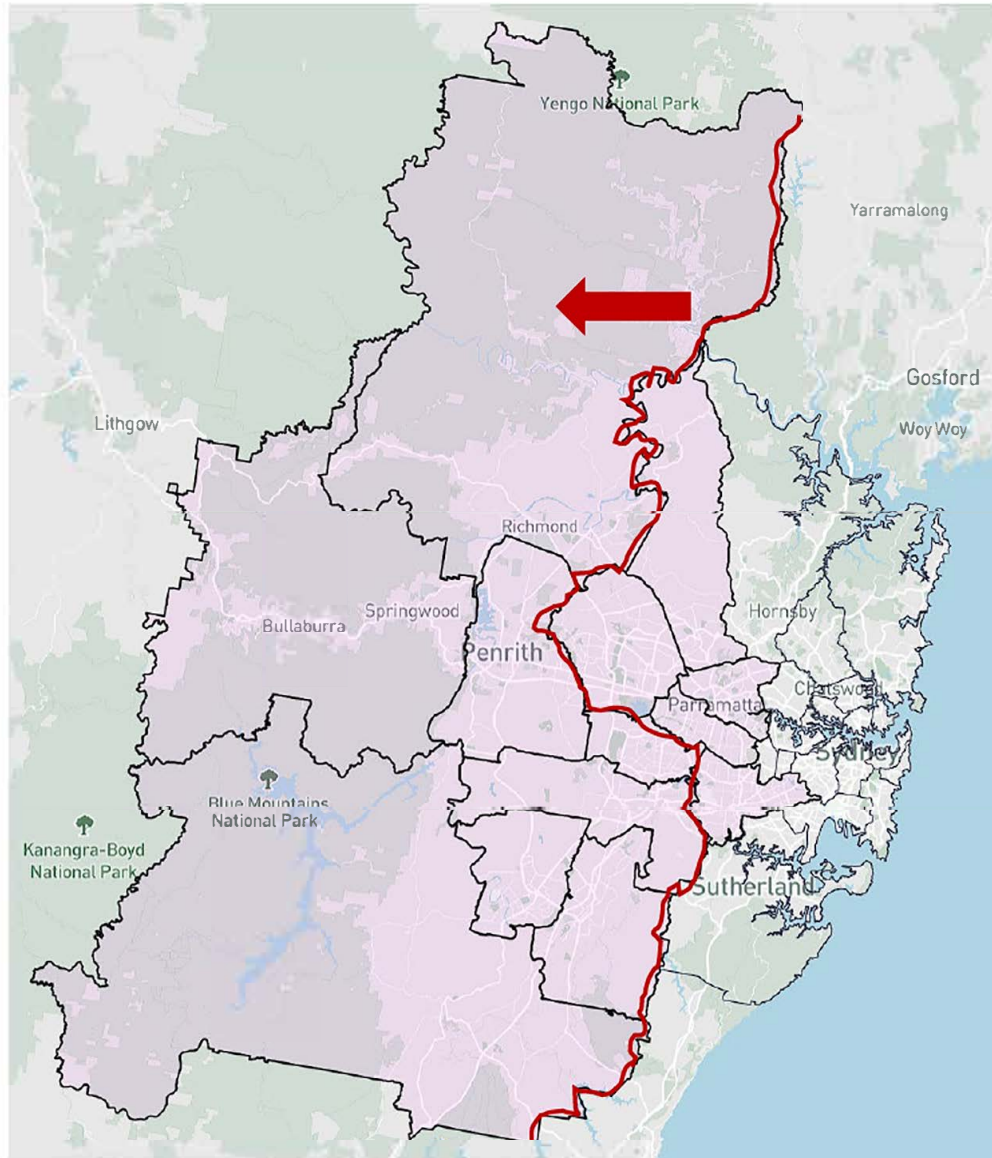 Yengo National Park
Yarramalong
Gosford
Woy Woy
Lithgow
Richmond
Hornsby
Springwood
Bullaburra
Penrith
Chatswood
Parramatta
Sydney
Blue Mountains
National Park
Kanangra-Boyd
National Park
Sutherland